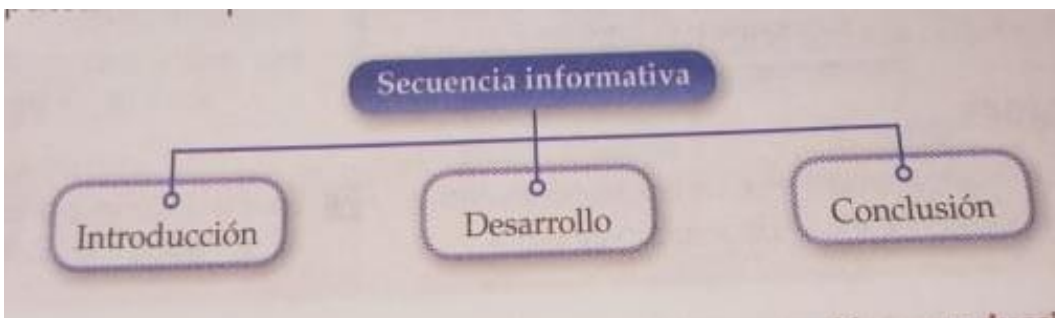 Secuencia informativa
Introducción
Desarrollo
Conclusión